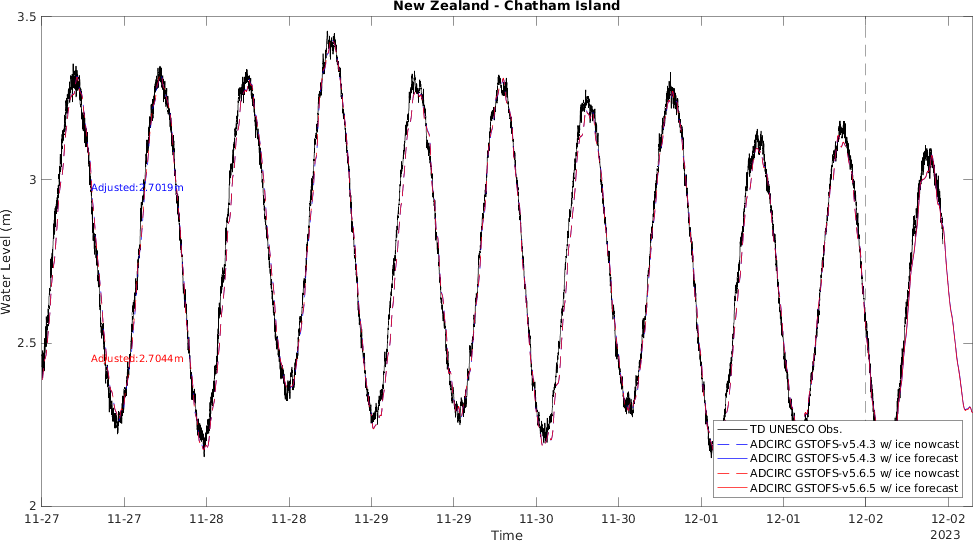 New Zealand - Chatham Island
3.5
3
2.5
2
Water Level (m)
Adjusted:2.7019m
Adjusted:2.7044m
TD UNESCO Obs.
ADCIRC GSTOFS-v5.4.3 w/ ice nowcast
ADCIRC GSTOFS-v5.4.3 w/ ice forecast
ADCIRC GSTOFS-v5.6.5 w/ ice nowcast
ADCIRC GSTOFS-v5.6.5 w/ ice forecast
11-27 11-27 11-28 11-28 11-29 11-29 11-30 11-30 12-01 12-01 12-02 12-02
Time
2023